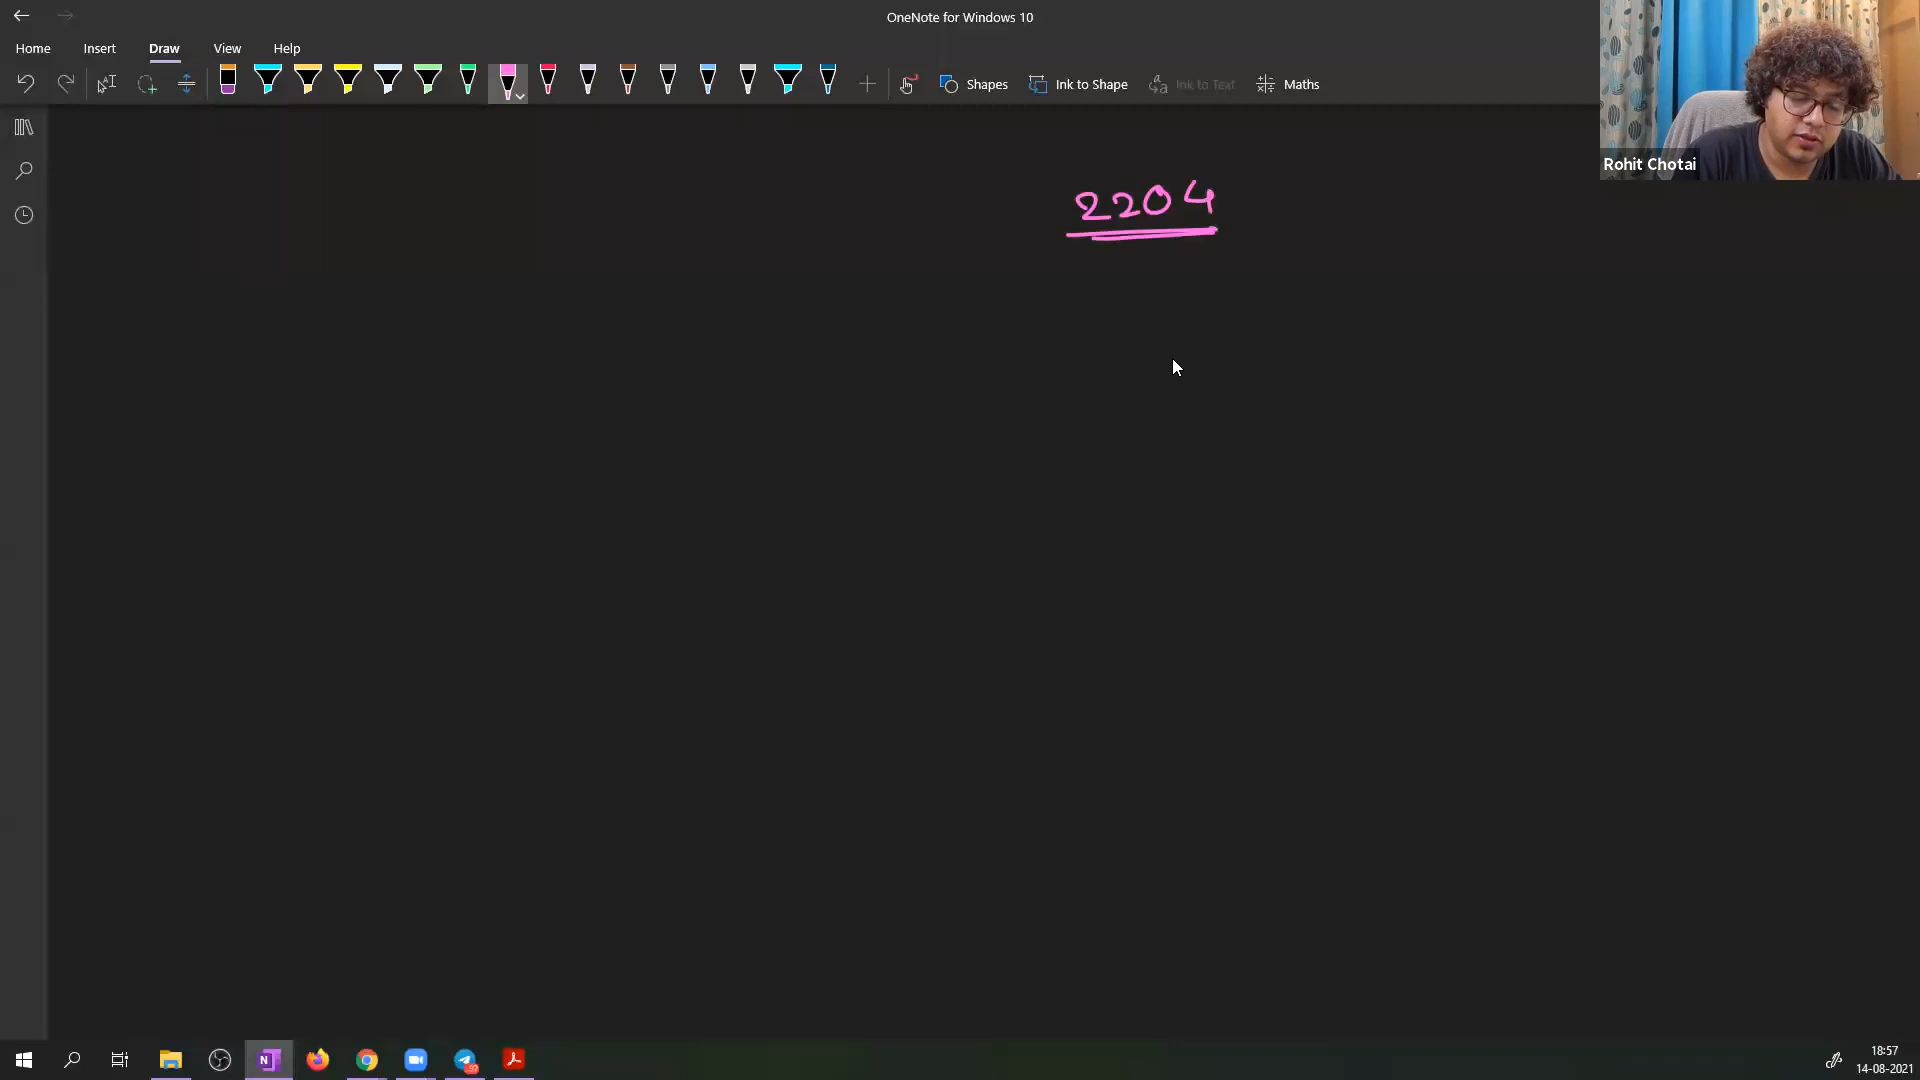 OneNote for Windows 10
Home Insert Draw View Help
Shapes Ink to Shape Ink to Text Maths
Rohit Chotai
2204
N
97
18:57
14-08-2021